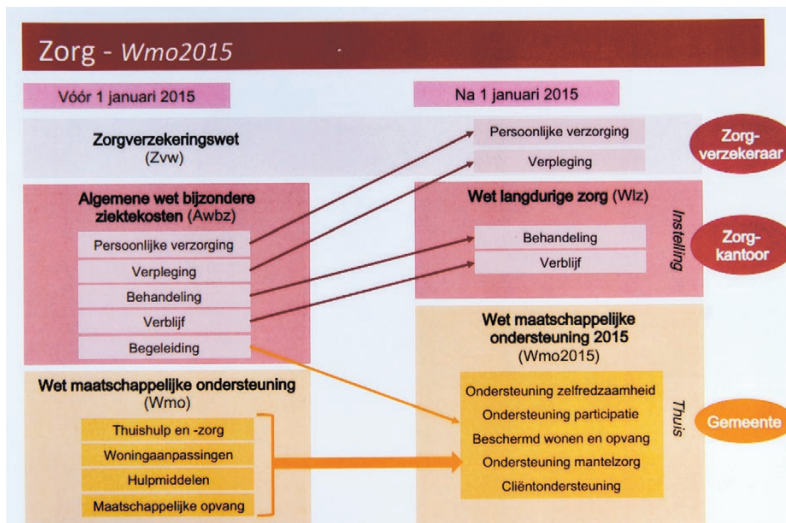 Zorg - Wmo2015
Vóór 1 januari 2015
Na 1 januari 2015
Zorgverzekeringswet
(Zvw)
Persoonlijke verzorging
Verpleging
Zorg-
verzekeraar
Algemene wet bijzondere
ziektekosten (Awbz)
Persoonlijke verzorging
Verpleging
Behandeling
Verblijf
Begeleiding
Wet langdurige zorg (Wlz)
Behandeling
Verblijf
Instelling
Zorg-
kantoor
Wet maatschappelijke ondersteuning
(Wmo)
Thuishulp en -zorg
Woningaanpassingen
Hulpmiddelen
Maatschappelijke opvang
Wet maatschappelijke
ondersteuning 2015
(Wmo2015)
Ondersteuning zelfredzaamheid
Ondersteuning participatie
Beschermd wonen en opvang
Ondersteuning mantelzorg
Cliëntondersteuning
Thuis
Gemeente